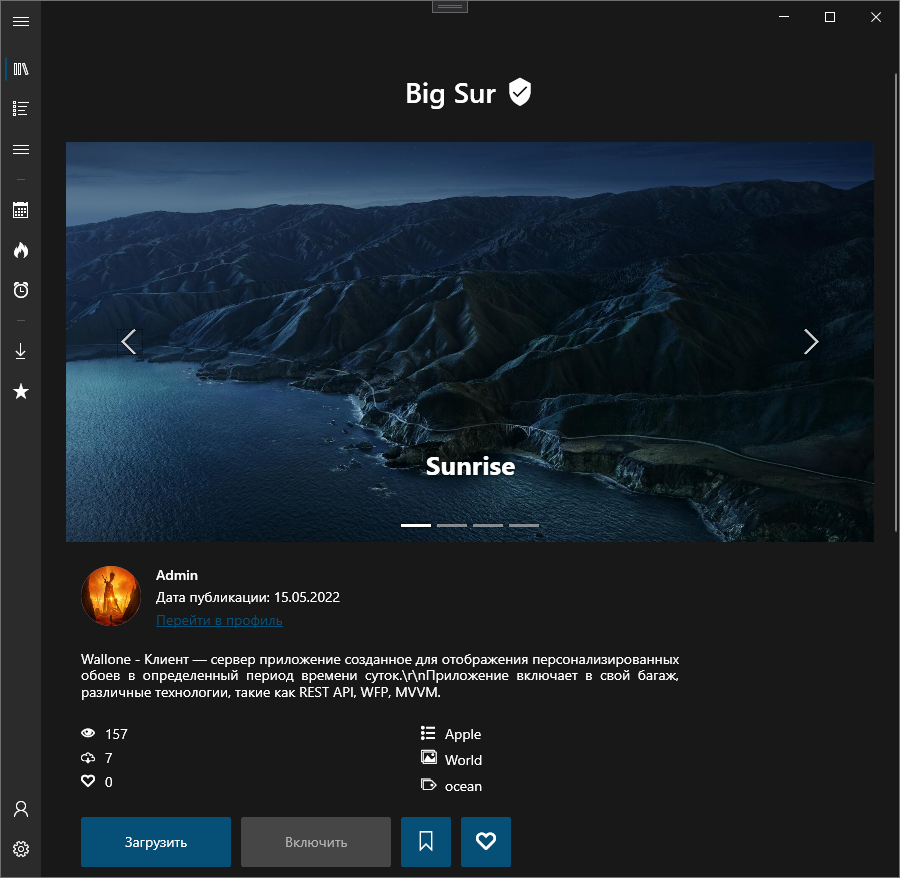 Big Sur
Sunrise
Admin
Дата публикации: 15.05.2022
Перейти в профиль
Wallone - Клиент — сервер приложение созданное для отображения персонализированных
обоев в определенный период времени суток.\r\nПриложение включает в свой багаж,
различные технологии, такие как REST API, WFP, MVVM.
157
7
0
Apple
World
ocean
Загрузить
Включить